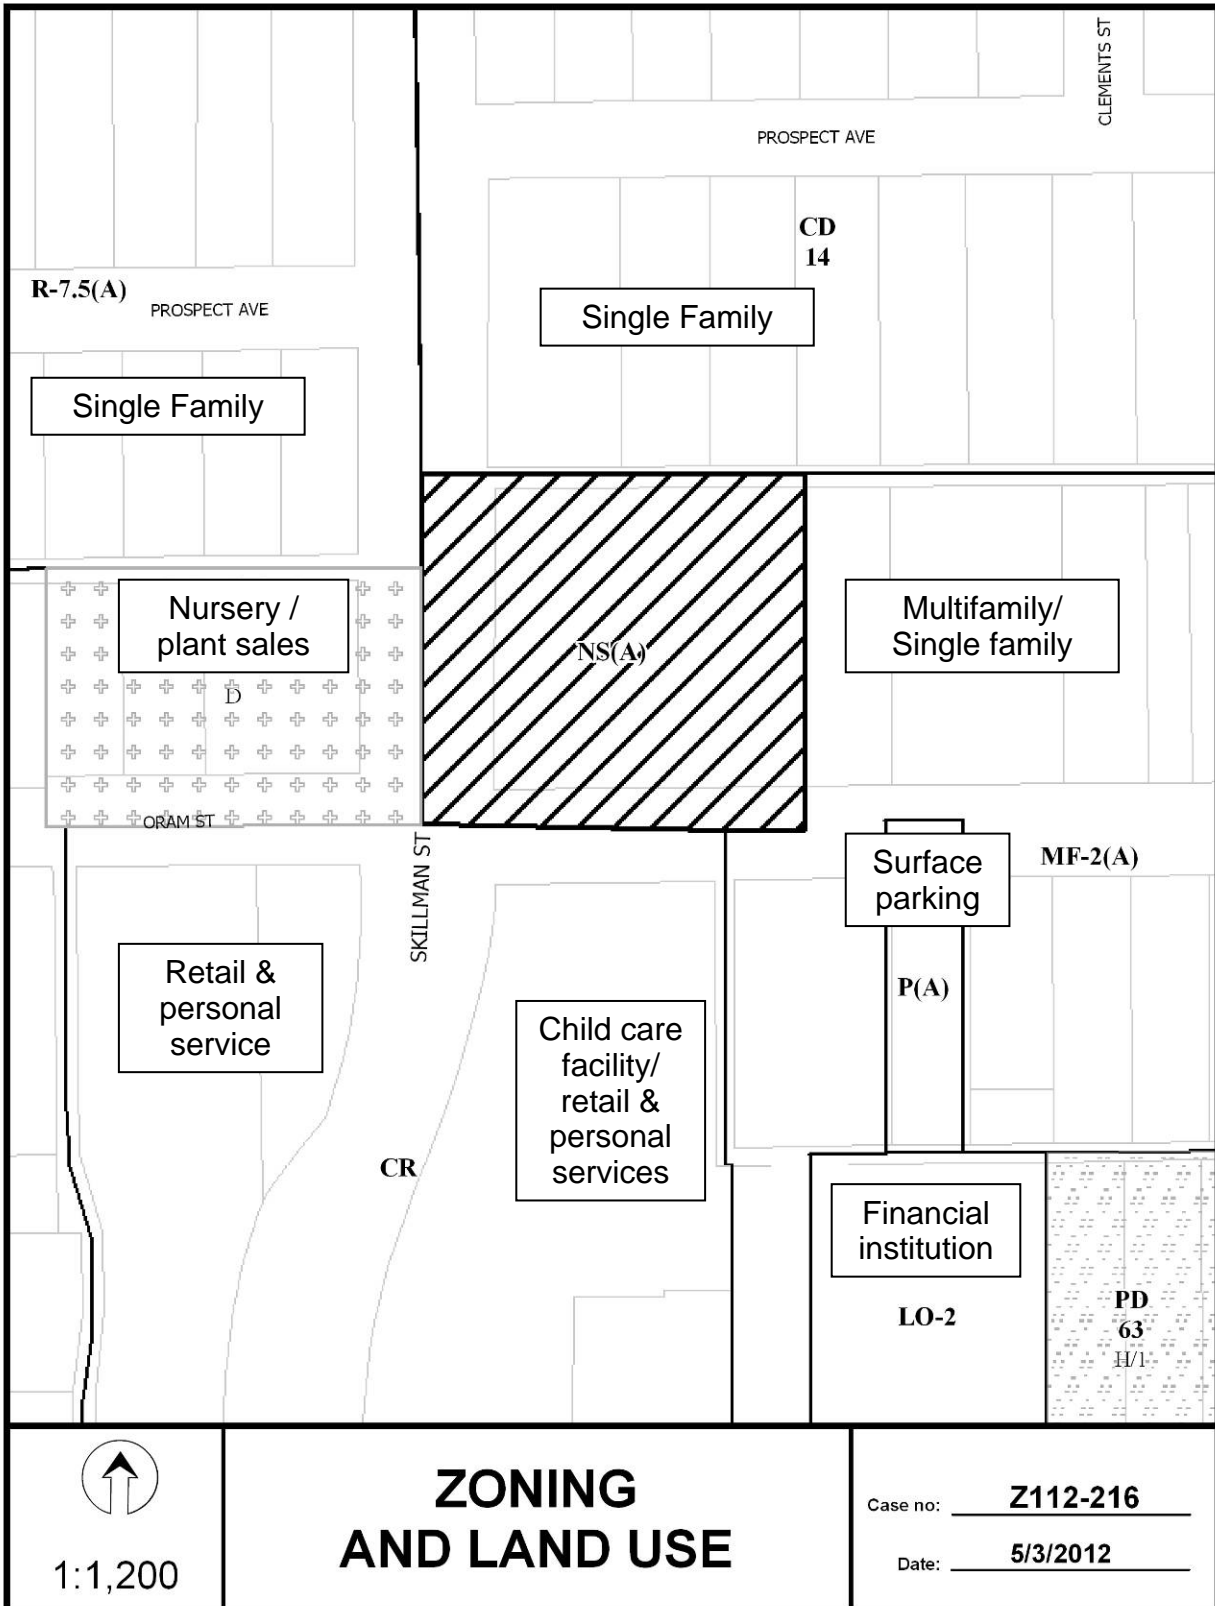 CLEMENTS ST
PROSPECT AVE
CD
14
R-7.5(A)
PROSPECT AVE
Single Family
Single Family
Nursery /
plant sales
D
NS(A)
Multifamily/
Single family
ORAM ST
SKILLMAN ST
Surface
parking
MF-2(A)
Retail &
personal
service
P(A)
Child care
facility/
retail &
personal
services
CR
Financial
institution
LO-2
PD
63
H/1
1:1,200
ZONING
AND LAND USE
Case no: Z112-216
Date: 5/3/2012